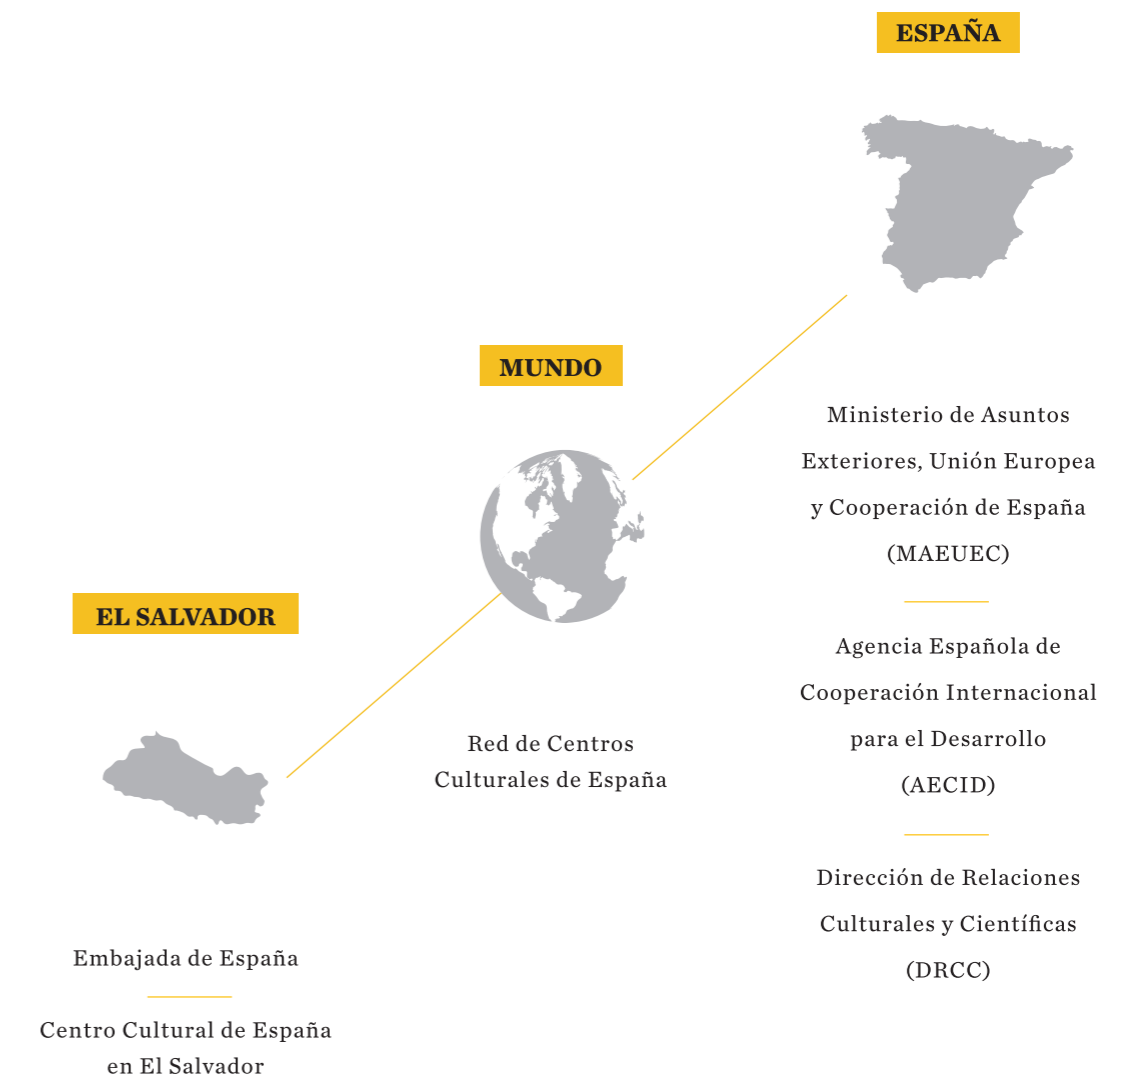 ESPAÑA
Ministerio de Asuntos
Exteriores, Unión Europea
y Cooperación de España
(MAEUEC)
Agencia Española de
Cooperación Internacional
para el Desarrollo
(AECID)
Dirección de Relaciones
Culturales y Científicas
(DRCC)
MUNDO
Red de Centros
Culturales de España
EL SALVADOR
Embajada de España
Centro Cultural de España
en El Salvador